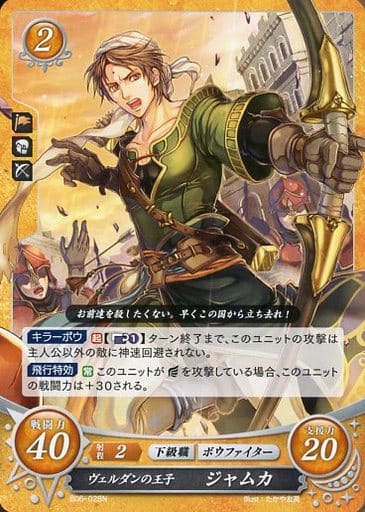 2
お前達を殺したくない。早くこの国から立ち去れ！
キラーボウ 起【1】ターン終了まで、このユニットの攻撃は
主人公以外の敵に神速回避されない。
飛行特効 常 このユニットが を攻撃している場合、このユニット
の戦闘力は＋30される。
戦闘力 40 射程 2 下級職 ボウファイター 支援力 20
ヴェルダンの王子 ジャムカ
B06-028N Illust：たかや友英